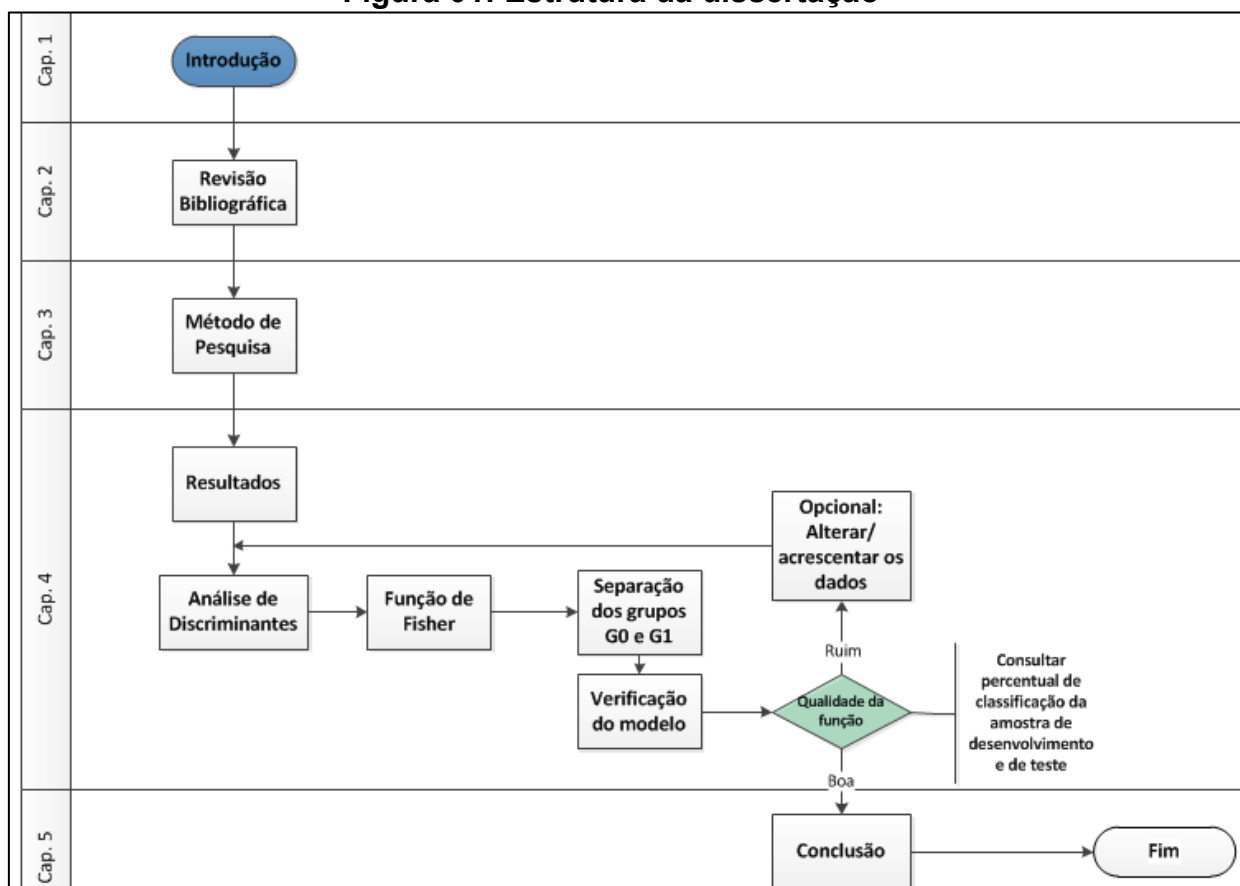 Figura 01: Estrutura da dissertação
Cap. 1
Introdução
Cap. 2
Revisão
Bibliográfica
Cap. 3
Método de
Pesquisa
Cap. 4
Resultados
Opcional:
Alterar/
acrescentar os
dados
Análise de
Discriminantes
Função de
Fisher
Separação
dos grupos
G0 e G1
Verificação
do modelo
Ruim
Qualidade da
função
Boa
Consultar
percentual de
classificação da
amostra de
desenvolvimento
e de teste
Cap. 5
Conclusão
Fim